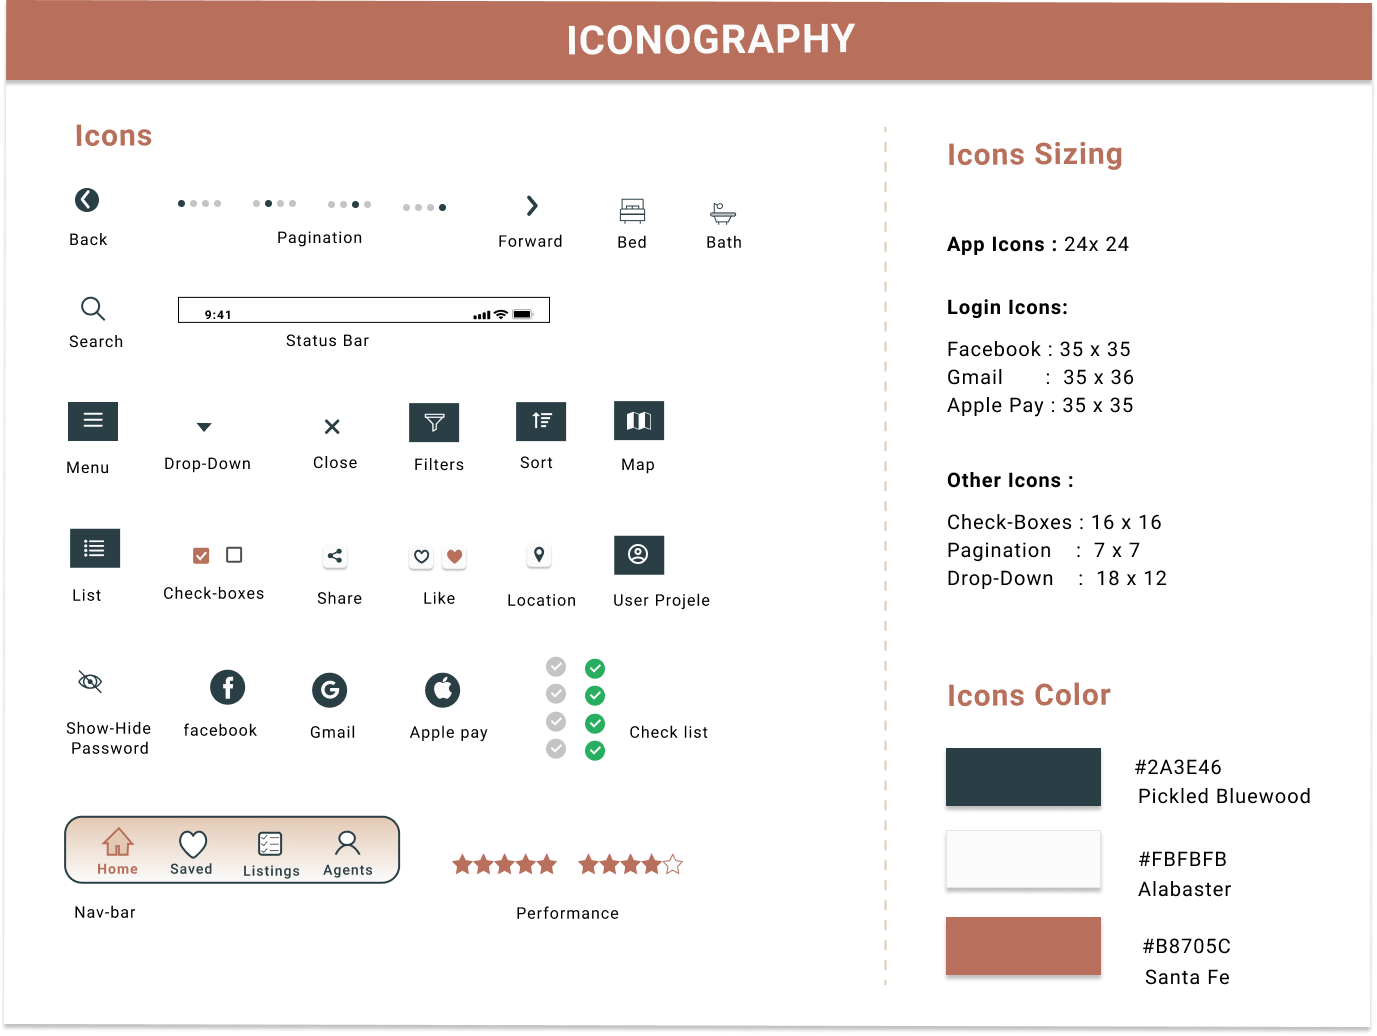 ICONOGRAPHY
Icons
Back
Pagination
Forward
Bed
Bath
Search
9:41
Status Bar
Menu
Drop-Down
Close
Filters
Sort
Map
List
Check-boxes
Share
Like
Location
User Projele
Show-Hide
Password
facebook
Gmail
Apple pay
Check list
Home
Saved
Listings
Agents
Nav-bar
Performance
Icons Sizing
App Icons : 24x 24
Login Icons:
Facebook : 35 x 35
Gmail : 35 x 36
Apple Pay : 35 x 35
Other Icons :
Check-Boxes : 16 x 16
Pagination : 7 x 7
Drop-Down : 18 x 12
Icons Color
#2A3E46
Pickled Bluewood
#FBFBFB
Alabaster
#B8705C
Santa Fe